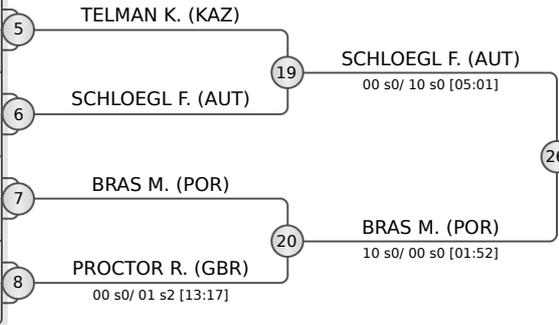 5
TELMAN K. (KAZ)
19
SCHLOEGL F. (AUT)
00 s0/ 10 s0 [05:01]
6
SCHLOEGL F. (AUT)
26
7
BRAS M. (POR)
20
BRAS M. (POR)
10 s0/ 00 s0 [01:52]
8
PROCTOR R. (GBR)
00 s0/ 01 s2 [13:17]